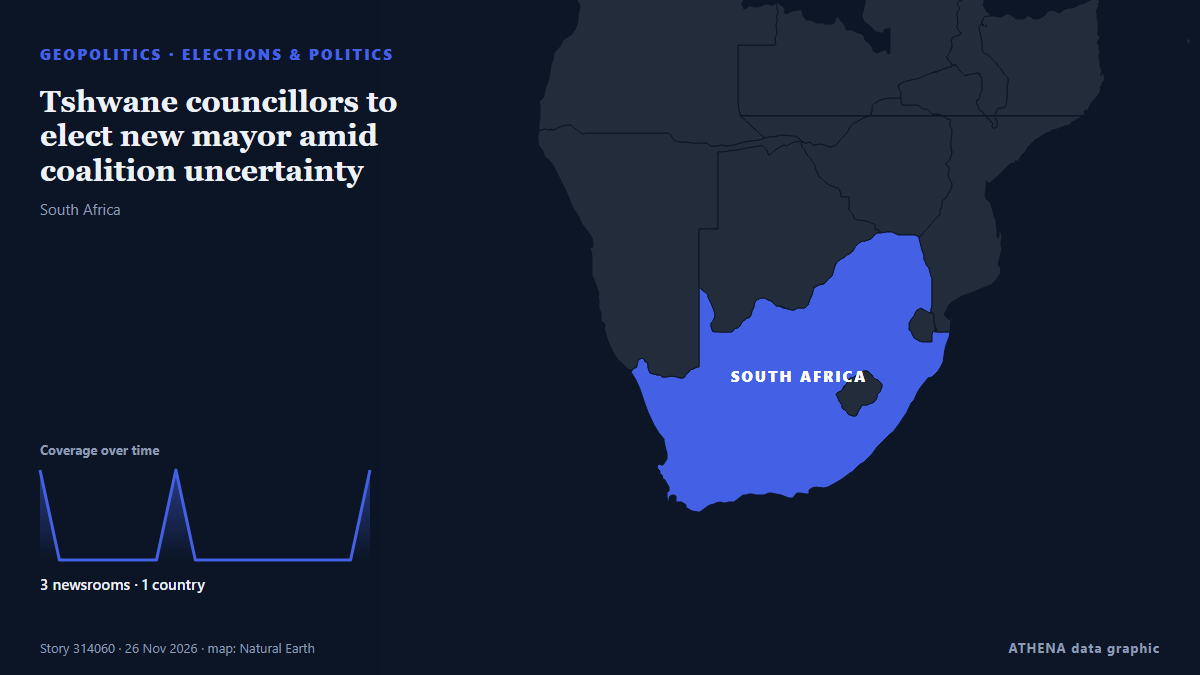 GEOPOLITICS · ELECTIONS & POLITICS
Tshwane councillors to
elect new mayor amid
coalition uncertainty
South Africa
SOUTH AFRICA
Coverage over time
3 newsrooms · 1 country
Story 314060 · 26 Nov 2026 · map: Natural Earth
ATHENA data graphic